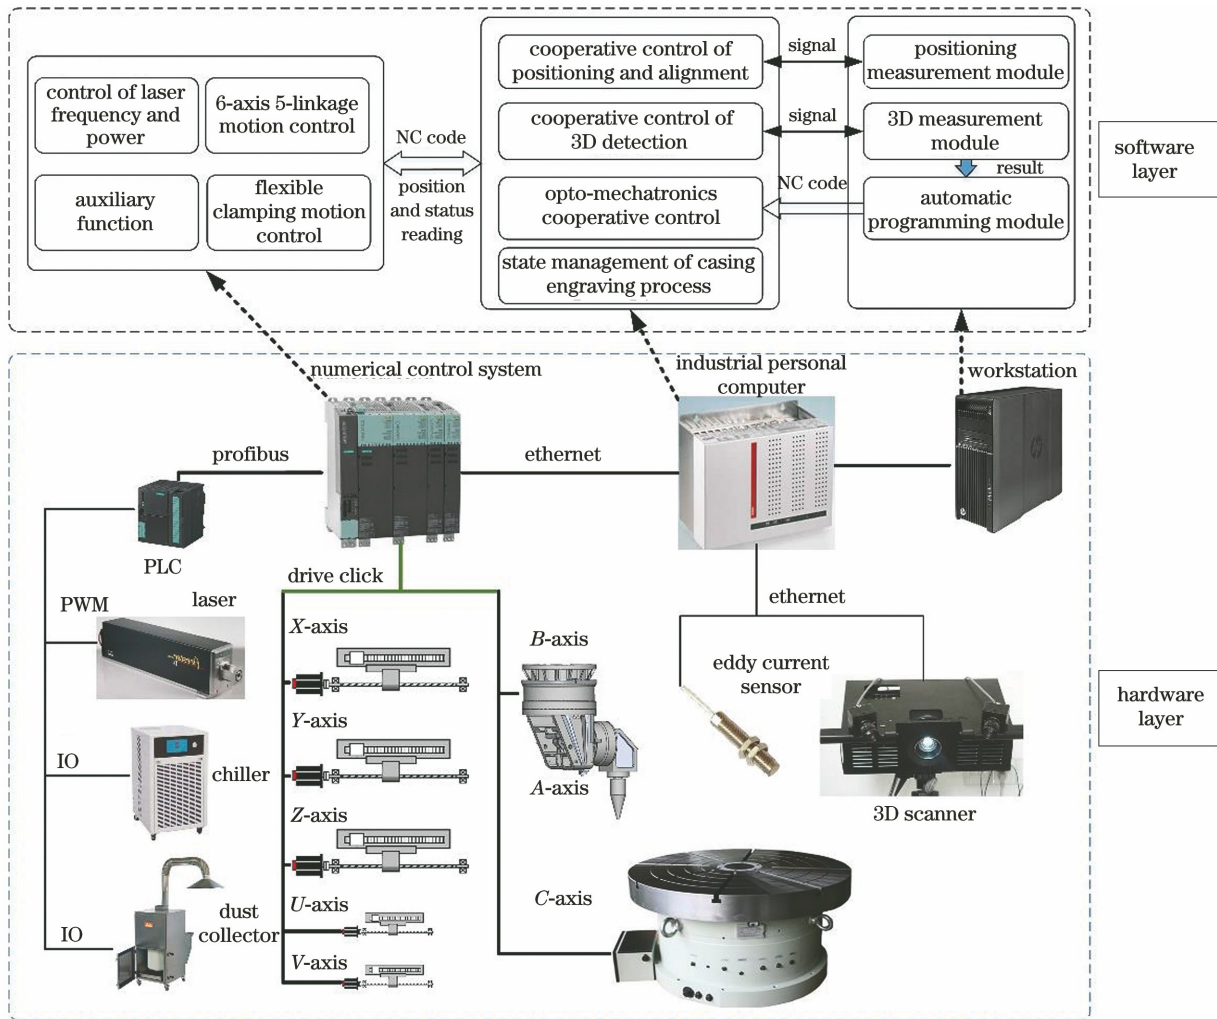 control of laser
frequency and
power
6-axis 5-linkage
motion control
auxiliary
function
flexible
clamping motion
control
NC code
position
and status
reading
cooperative control of
positioning and alignment
cooperative control of
3D detection
opto-mechatronics
cooperative control
state management of casing
engraving process
signal
signal
NC code
positioning
measurement module
3D measurement
module
result
automatic
programming module
software
layer
numerical control system
industrial personal
computer
workstation
profibus
ethernet
PLC
drive click
ethernet
PWM
laser
X-axis
B-axis
eddy current
sensor
Y-axis
IO
chiller
A-axis
3D scanner
Z-axis
C-axis
U-axis
dust
collector
IO
V-axis
hardware
layer